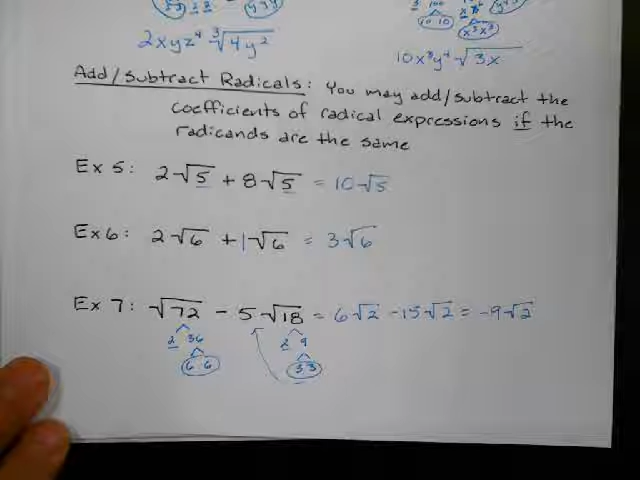 2xyz⁴ ∛4y²
10x⁸y⁴√3x
Add/Subtract Radicals: You may add/subtract the
coefficients of radical expressions if the
radicands are the same
Ex 5: 2√5 + 8√5 = 10√5
Ex 6: 2√6 + 1√6 = 3√6
Ex 7: √72 - 5√18 = 6√2 - 15√2 = -9√2
2 36 2 9
6 6 3 3